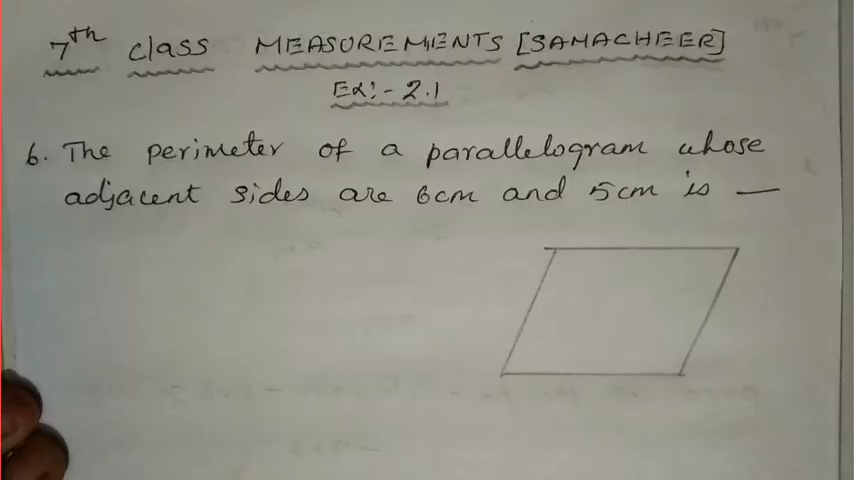 7th class MEASUREMENTS [SAMACHEER]
Ex:- 2.1
6. The perimeter of a parallelogram whose
adjacent sides are 6cm and 5cm is —